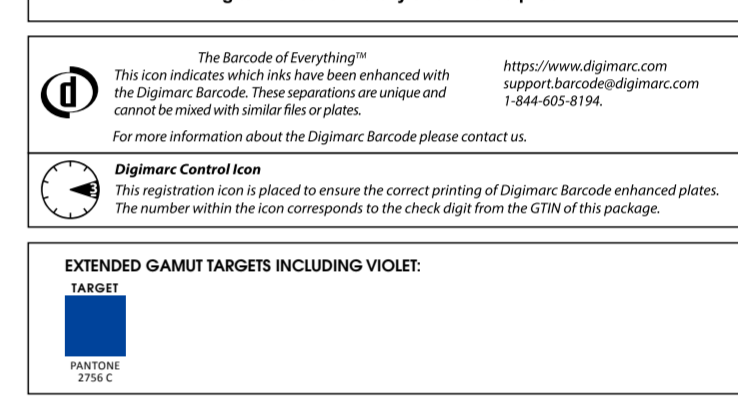 The Barcode of Everything™
This icon indicates which inks have been enhanced with
the Digimarc Barcode. These separations are unique and
cannot be mixed with similar files or plates.
https://www.digimarc.com
support.barcode@digimarc.com
1-844-605-8194.
For more information about the Digimarc Barcode please contact us.
d
Digimarc Control Icon
This registration icon is placed to ensure the correct printing of Digimarc Barcode enhanced plates.
The number within the icon corresponds to the check digit from the GTIN of this package.
3
EXTENDED GAMUT TARGETS INCLUDING VIOLET:
TARGET
PANTONE
2756 C